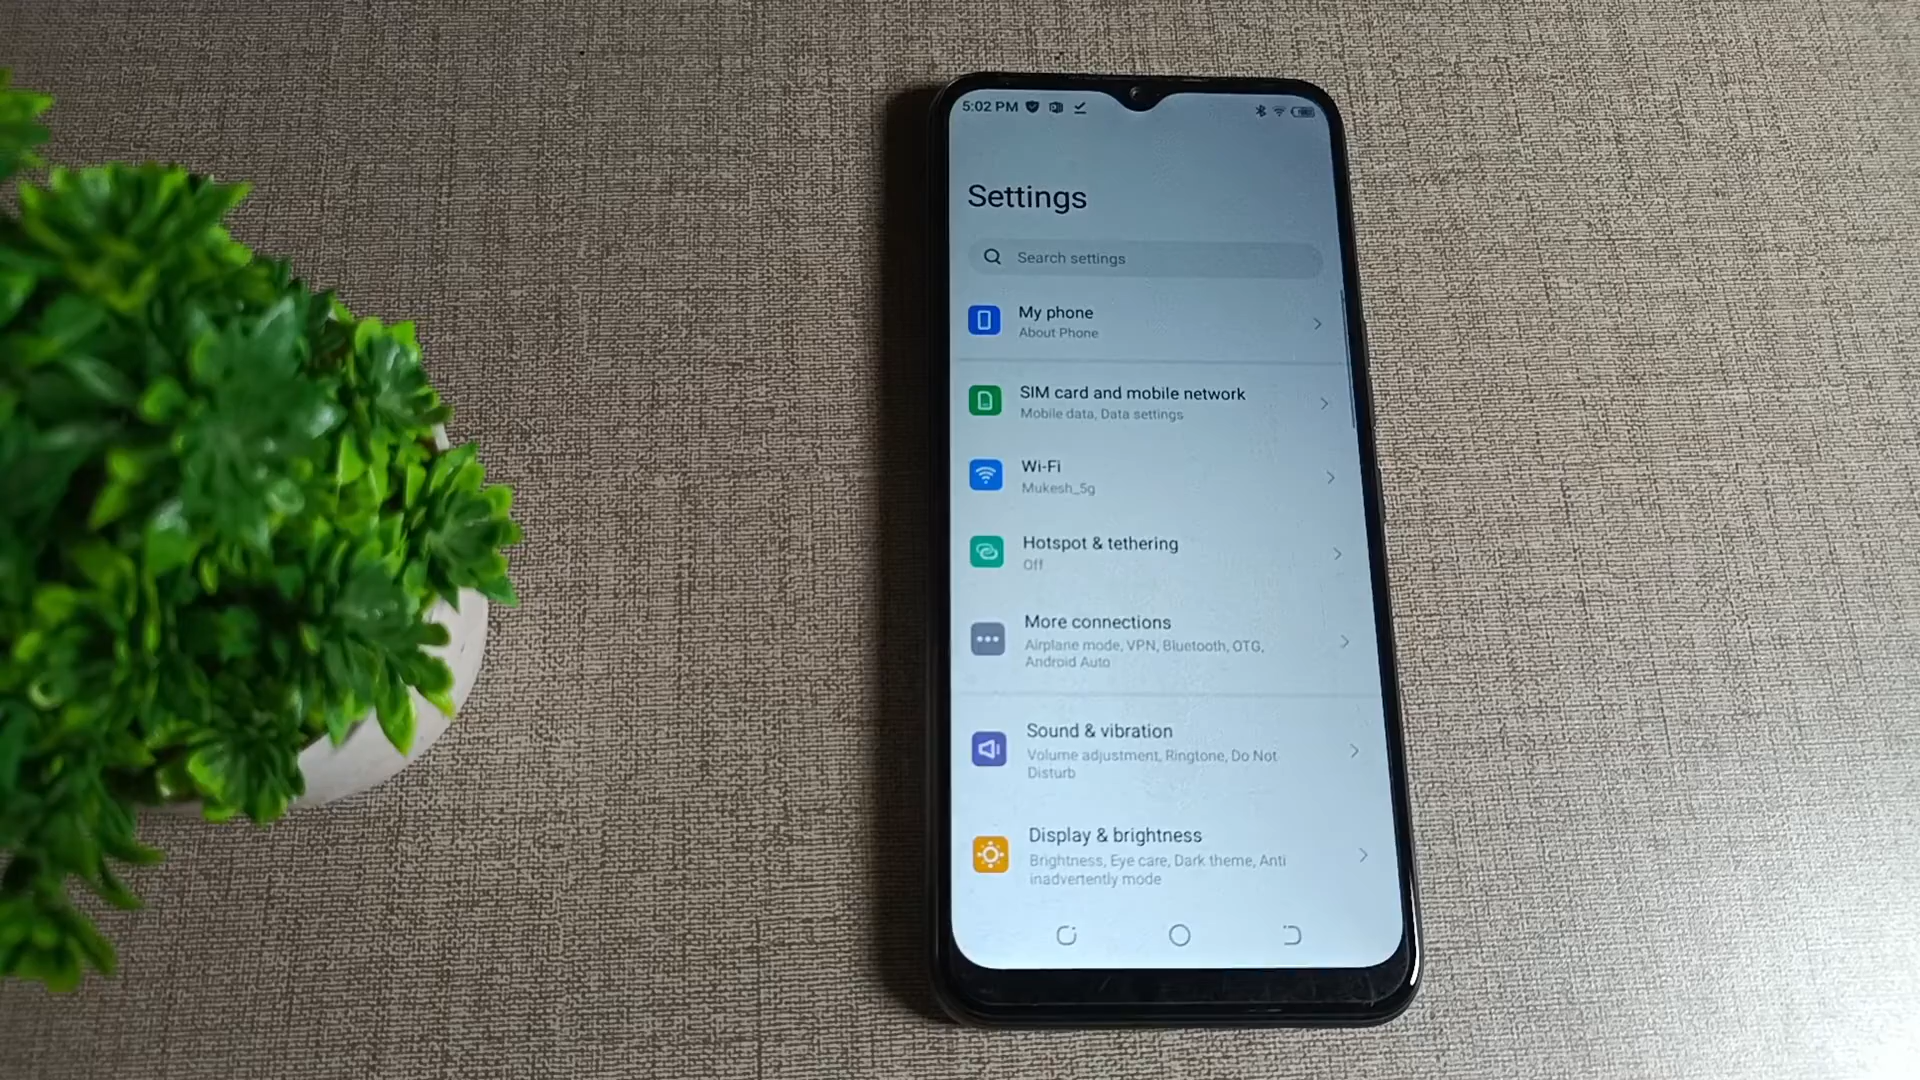 5:02 PM
Settings
Search settings
My phone
About Phone
SIM card and mobile network
Mobile data, Data settings
Wi-Fi
Mukesh_5g
Hotspot & tethering
Off
More connections
Airplane mode, VPN, Bluetooth, OTG,
Android Auto
Sound & vibration
Volume adjustment, Ringtone, Do Not
Disturb
Display & brightness
Brightness, Eye care, Dark theme, Anti
inadvertently mode